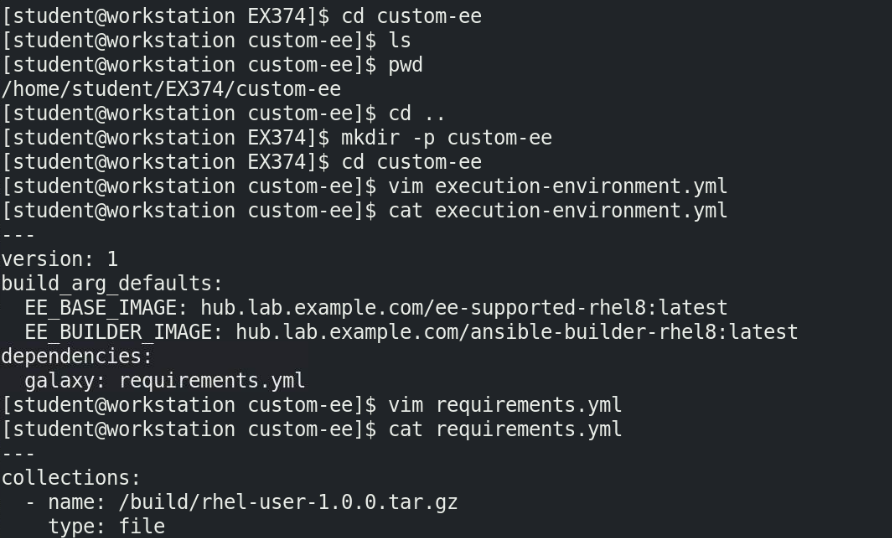 [student@workstation EX374]$ cd custom-ee
[student@workstation custom-ee]$ ls
[student@workstation custom-ee]$ pwd
/home/student/EX374/custom-ee
[student@workstation custom-ee]$ cd ..
[student@workstation EX374]$ mkdir -p custom-ee
[student@workstation EX374]$ cd custom-ee
[student@workstation custom-ee]$ vim execution-environment.yml
[student@workstation custom-ee]$ cat execution-environment.yml
---
version: 1
build_arg_defaults:
  EE_BASE_IMAGE: hub.lab.example.com/ee-supported-rhel8:latest
  EE_BUILDER_IMAGE: hub.lab.example.com/ansible-builder-rhel8:latest
dependencies:
  galaxy: requirements.yml
[student@workstation custom-ee]$ vim requirements.yml
[student@workstation custom-ee]$ cat requirements.yml
---
collections:
  - name: /build/rhel-user-1.0.0.tar.gz
    type: file